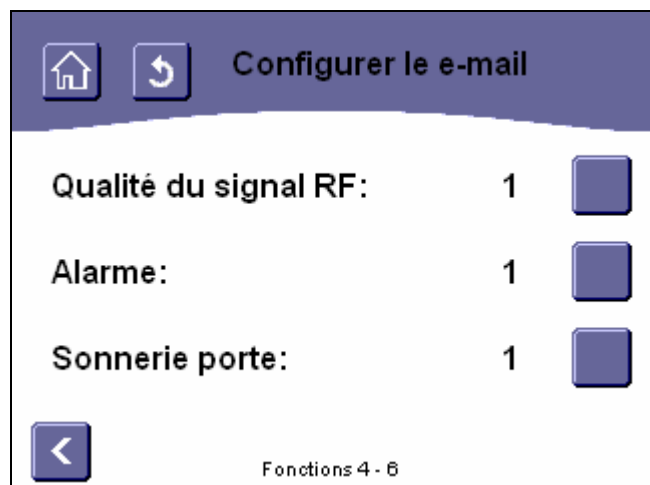 Configurer le e-mail
Qualité du signal RF: 1
Alarme: 1
Sonnerie porte: 1
Fonctions 4 - 6